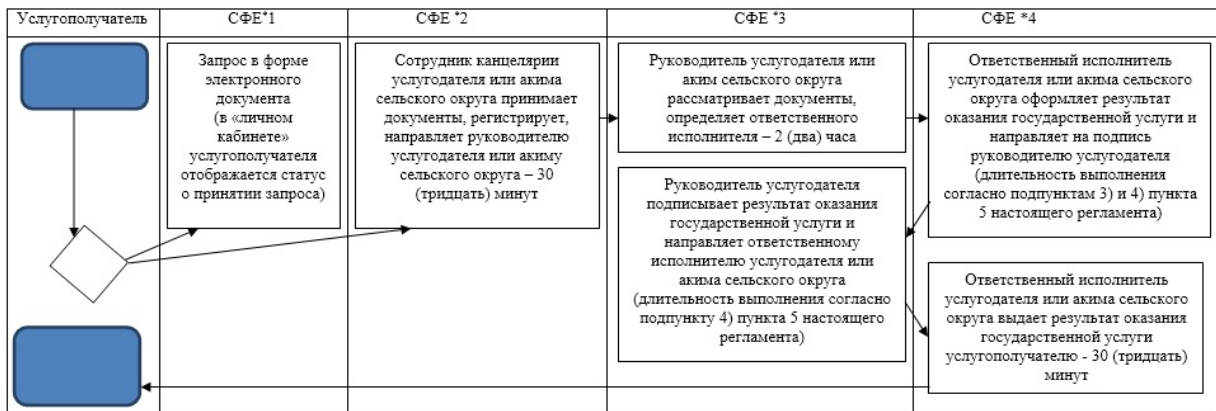 Услугополучатель
СФЕ*1
СФЕ *2
СФЕ *3
СФЕ *4
Запрос в форме
электронного
документа
(в «личном
кабинете»
услугополучателя
отображается статус
о принятии запроса)
Сотрудник канцелярии
услугодателя или акима
сельского округа принимает
документы, регистрирует,
направляет руководителю
услугодателя или акиму
сельского округа – 30
(тридцать) минут
Руководитель услугодателя или
аким сельского округа
рассматривает документы,
определяет ответственного
исполнителя – 2 (два) часа
Ответственный исполнитель
услугодателя или акима сельского
округа оформляет результат
оказания государственной услуги и
направляет на подпись
руководителю услугодателя
(длительность выполнения
согласно подпунктам 3) и 4) пункта
5 настоящего регламента)
Руководитель услугодателя
подписывает результат оказания
государственной услуги и
направляет ответственному
исполнителю услугодателя или
акима сельского округа
(длительность выполнения согласно
подпункту 4) пункта 5 настоящего
регламента)
Ответственный исполнитель
услугодателя или акима сельского
округа выдает результат оказания
государственной услуги
услугополучателю - 30 (тридцать)
минут